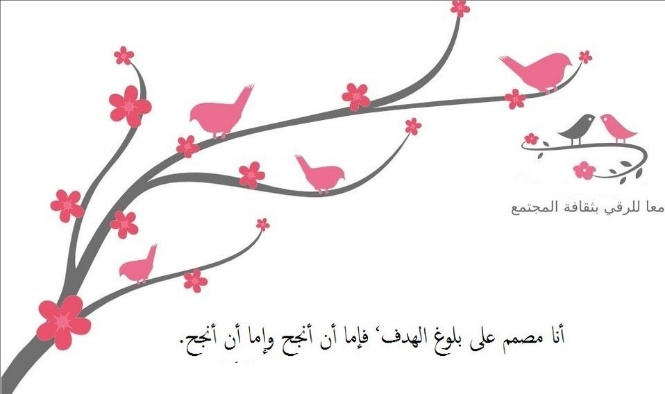 معا للرقي بثقافة المجتمع
أنا مصمم على بلوغ الهدف‘ فإما أن أنجح وإما أن أنجح.